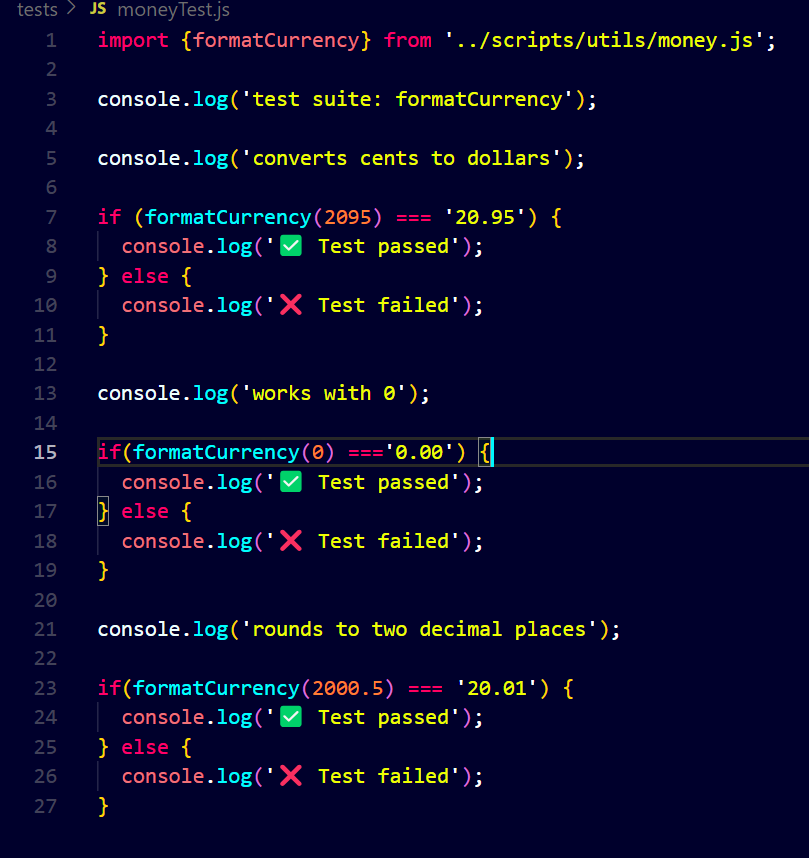 tests > JS moneyTest.js
1 import {formatCurrency} from '../scripts/utils/money.js';
2
3 console.log('test suite: formatCurrency');
4
5 console.log('converts cents to dollars');
6
7 if (formatCurrency(2095) === '20.95') {
8   console.log('✅ Test passed');
9 } else {
10   console.log('❌ Test failed');
11 }
12
13 console.log('works with 0');
14
15 if(formatCurrency(0) ==='0.00') {
16   console.log('✅ Test passed');
17 } else {
18   console.log('❌ Test failed');
19 }
20
21 console.log('rounds to two decimal places');
22
23 if(formatCurrency(2000.5) === '20.01') {
24   console.log('✅ Test passed');
25 } else {
26   console.log('❌ Test failed');
27 }